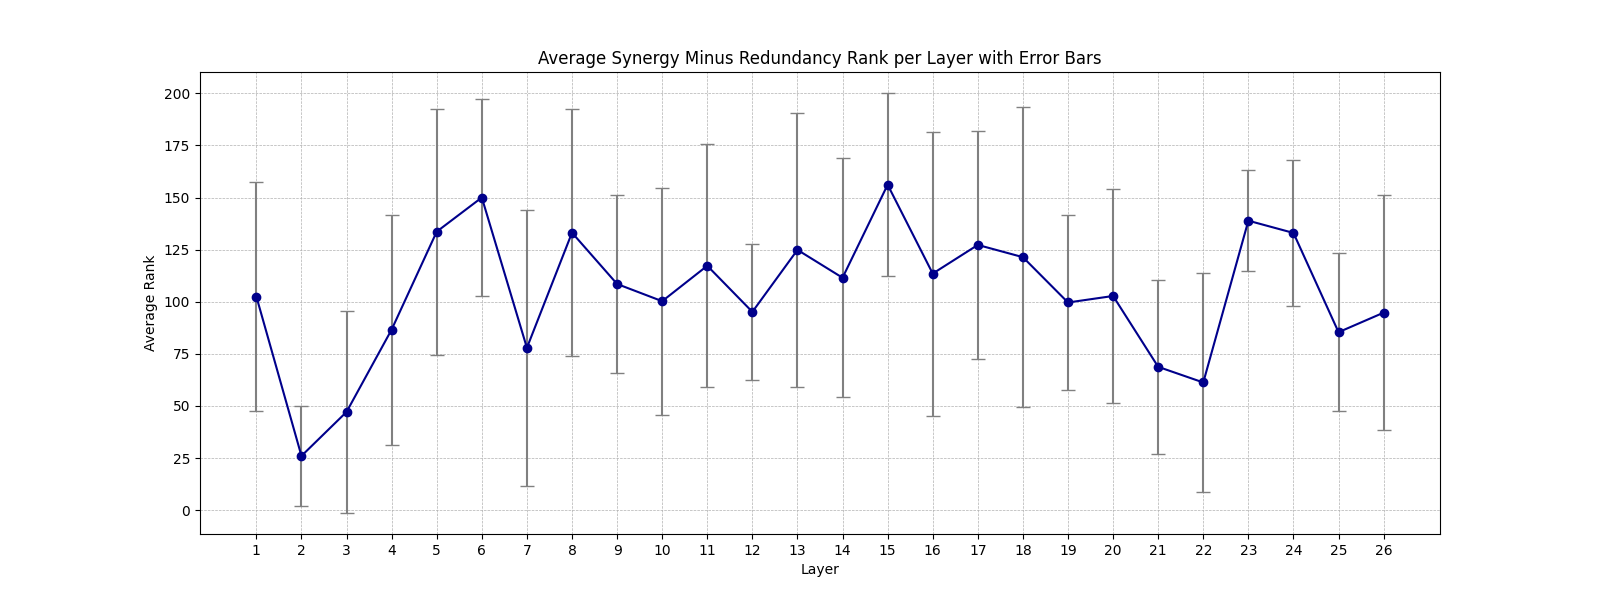 Average Synergy Minus Redundancy Rank per Layer with Error Bars
200
175
150
125
100
75
50
25
0
Average Rank
1 2 3 4 5 6 7 8 9 10 11 12 13 14 15 16 17 18 19 20 21 22 23 24 25 26
Layer